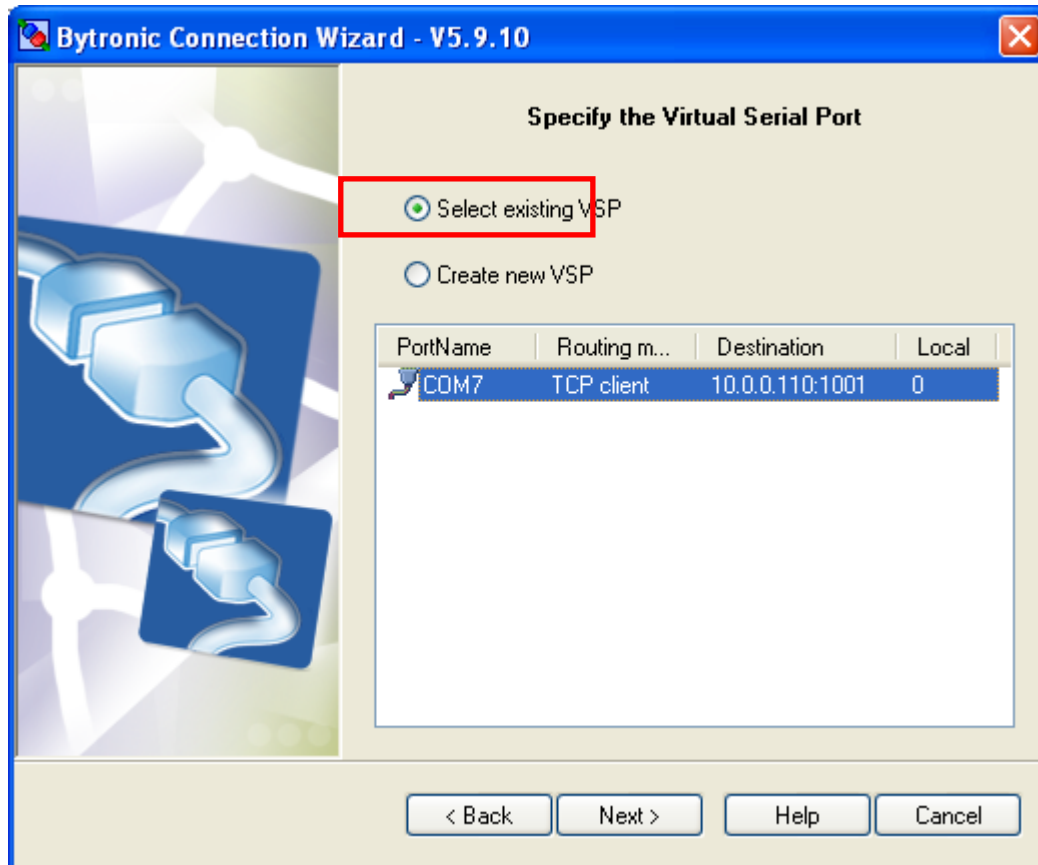 Bytronic Connection Wizard - V5.9.10
Specify the Virtual Serial Port
Select existing VSP
Create new VSP
PortName Routing m... Destination Local
COM7 TCP client 10.0.0.110:1001 0
< Back Next > Help Cancel